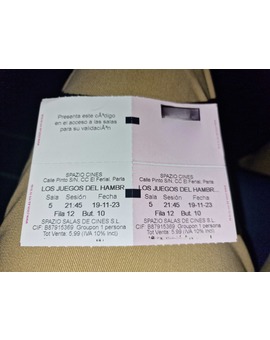 Presenta este cÃ³digo
en el acceso a las salas
para su validaciÃ³n
SPAZIO CINES
Calle Pinto S/N. CC El Ferial. Parla
LOS JUEGOS DEL HAMBR...
Sala Sesión Fecha
5 21:45 19-11-23
Fila 12 But. 10
SPAZIO SALAS DE CINES S.L
CIF: B87915369 Groupon 1 persona
Tot Venta: 5,99 (IVA 10% incl)
SPAZIO CINES
Calle Pinto S/N. CC El Ferial. Parla
LOS JUEGOS DEL HAMBR...
Sala Sesión Fecha
5 21:45 19-11-23
Fila 12 But. 10
SPAZIO SALAS DE CINES S.L
CIF: B87915369 Groupon 1 persona
Tot Venta: 5,99 (IVA 10% incl)